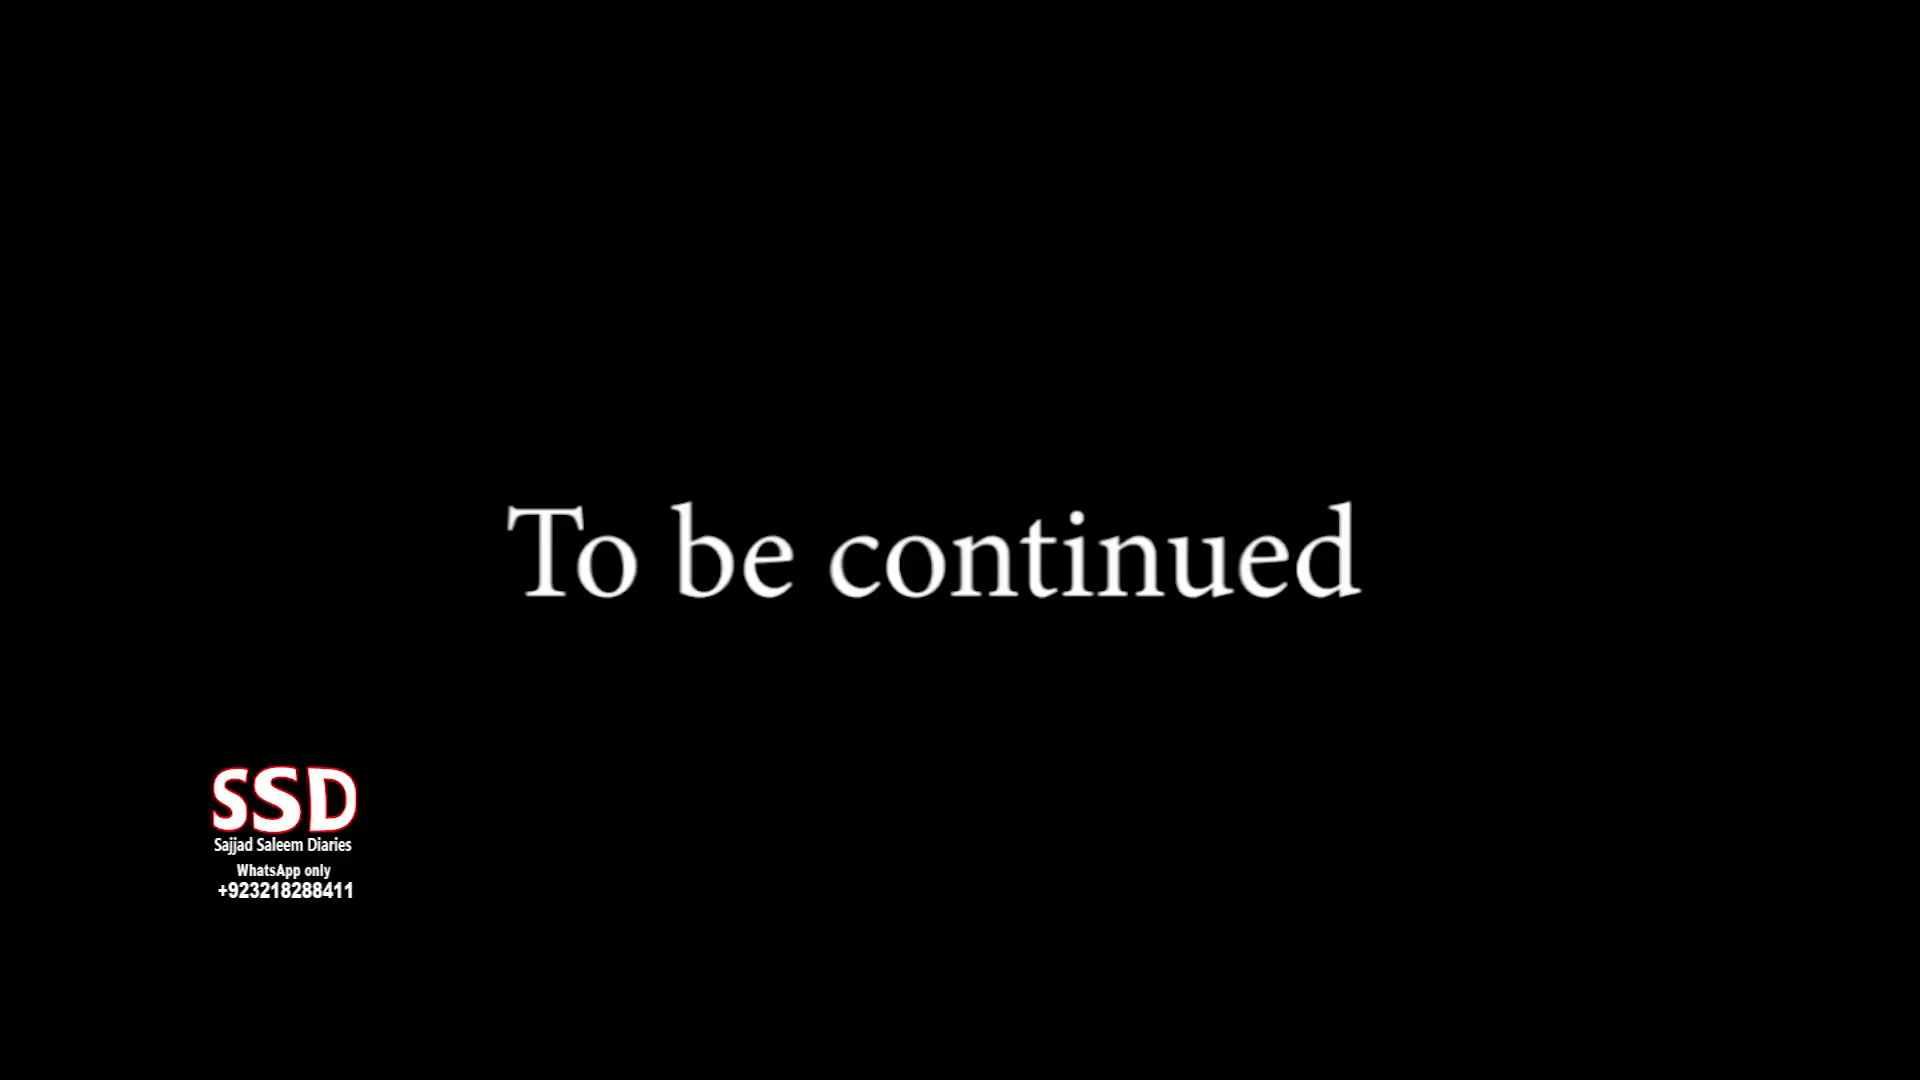 To be continued
SSD
Sajjad Saleem Diaries
WhatsApp only
+923218288411